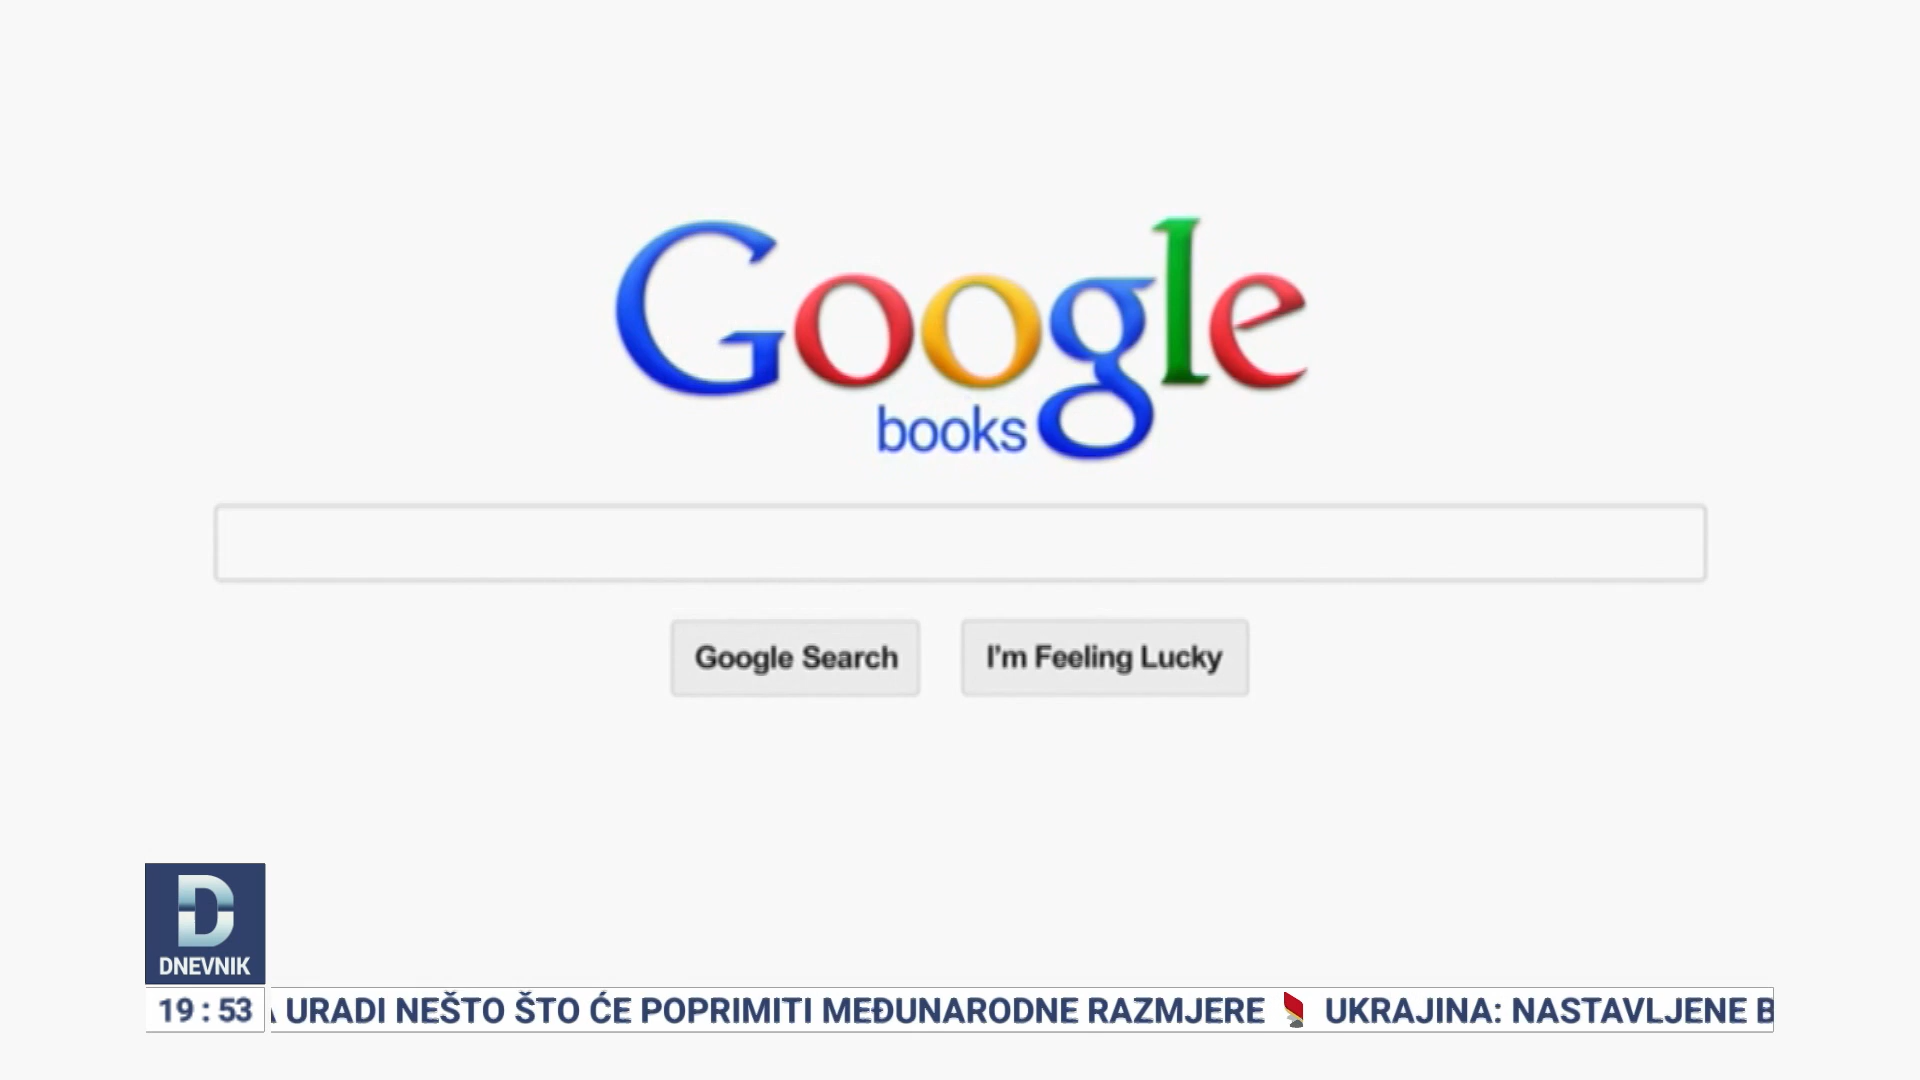 Google
books
Google Search
I'm Feeling Lucky
DNEVNIK
19 : 53
URADI NEŠTO ŠTO ĆE POPRIMITI MEĐUNARODNE RAZMJERE UKRAJINA: NASTAVLJENE